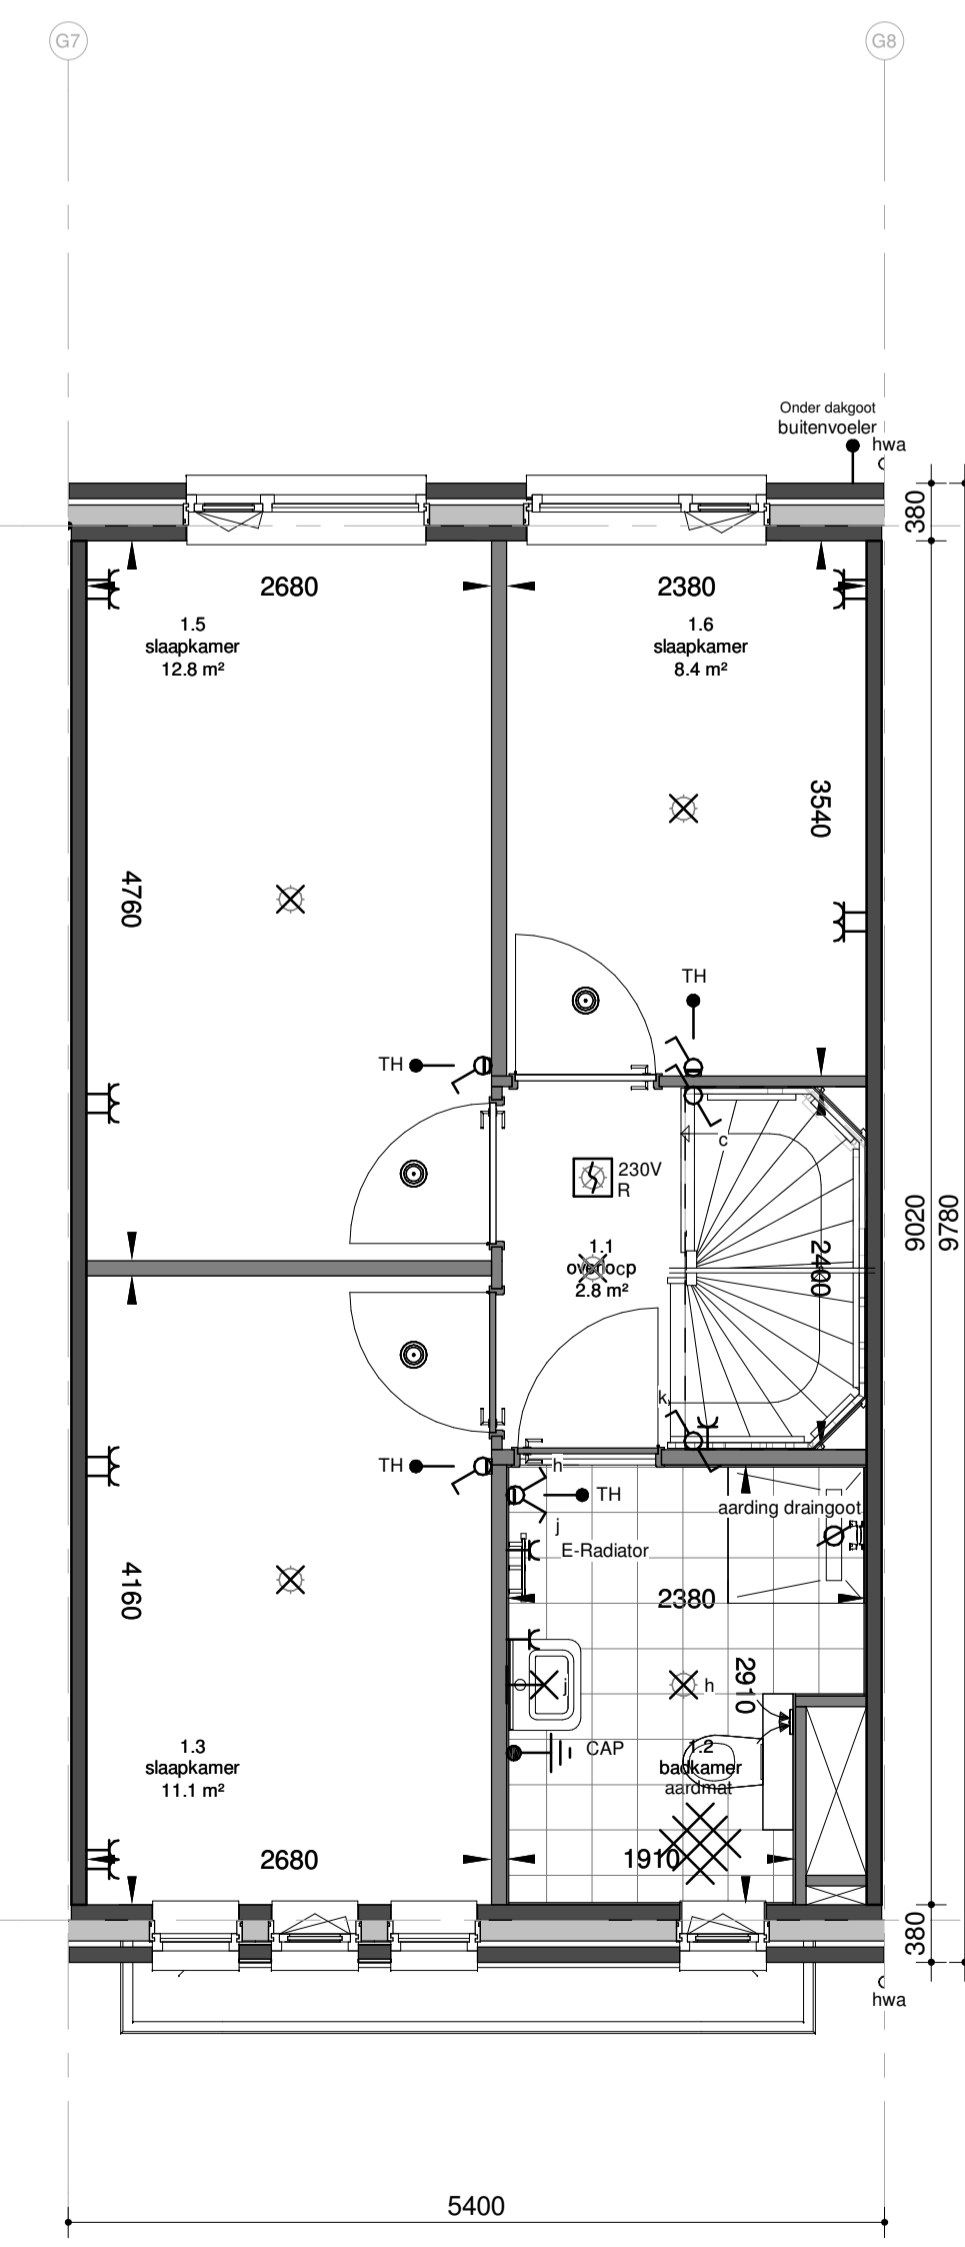 G7
G8
Onder dakgoot
buitenvoeler
hwa
380
2680
2380
1.5
slaapkamer
12.8 m²
1.6
slaapkamer
8.4 m²
3540
4760
TH
TH
c
230V
R
9020
9780
1.1
overloop
2.8 m²
2400
k
h
TH
TH
aarding draingoot
j
E-Radiator
4160
2380
2910
h
1.3
slaapkamer
11.1 m²
CAP
1.2
badkamer
aardmat
2680
1910
380
hwa
5400